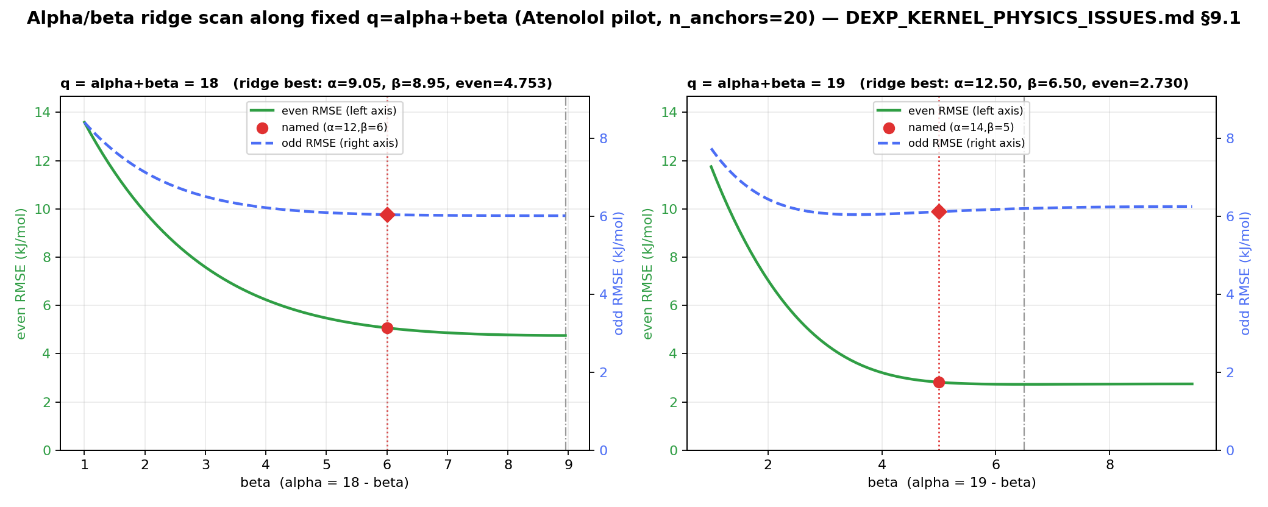 Alpha/beta ridge scan along fixed q=alpha+beta (Atenolol pilot, n_anchors=20) — DEXP_KERNEL_PHYSICS_ISSUES.md §9.1
q = alpha+beta = 18   (ridge best: α=9.05, β=8.95, even=4.753)
even RMSE (left axis)
named (α=12,β=6)
odd RMSE (right axis)
even RMSE (kJ/mol)
14
12
10
8
6
4
2
0
8
6
4
2
0
odd RMSE (kJ/mol)
1 2 3 4 5 6 7 8 9
beta  (alpha = 18 - beta)
q = alpha+beta = 19   (ridge best: α=12.50, β=6.50, even=2.730)
even RMSE (left axis)
named (α=14,β=5)
odd RMSE (right axis)
even RMSE (kJ/mol)
14
12
10
8
6
4
2
0
8
6
4
2
0
odd RMSE (kJ/mol)
2 4 6 8
beta  (alpha = 19 - beta)